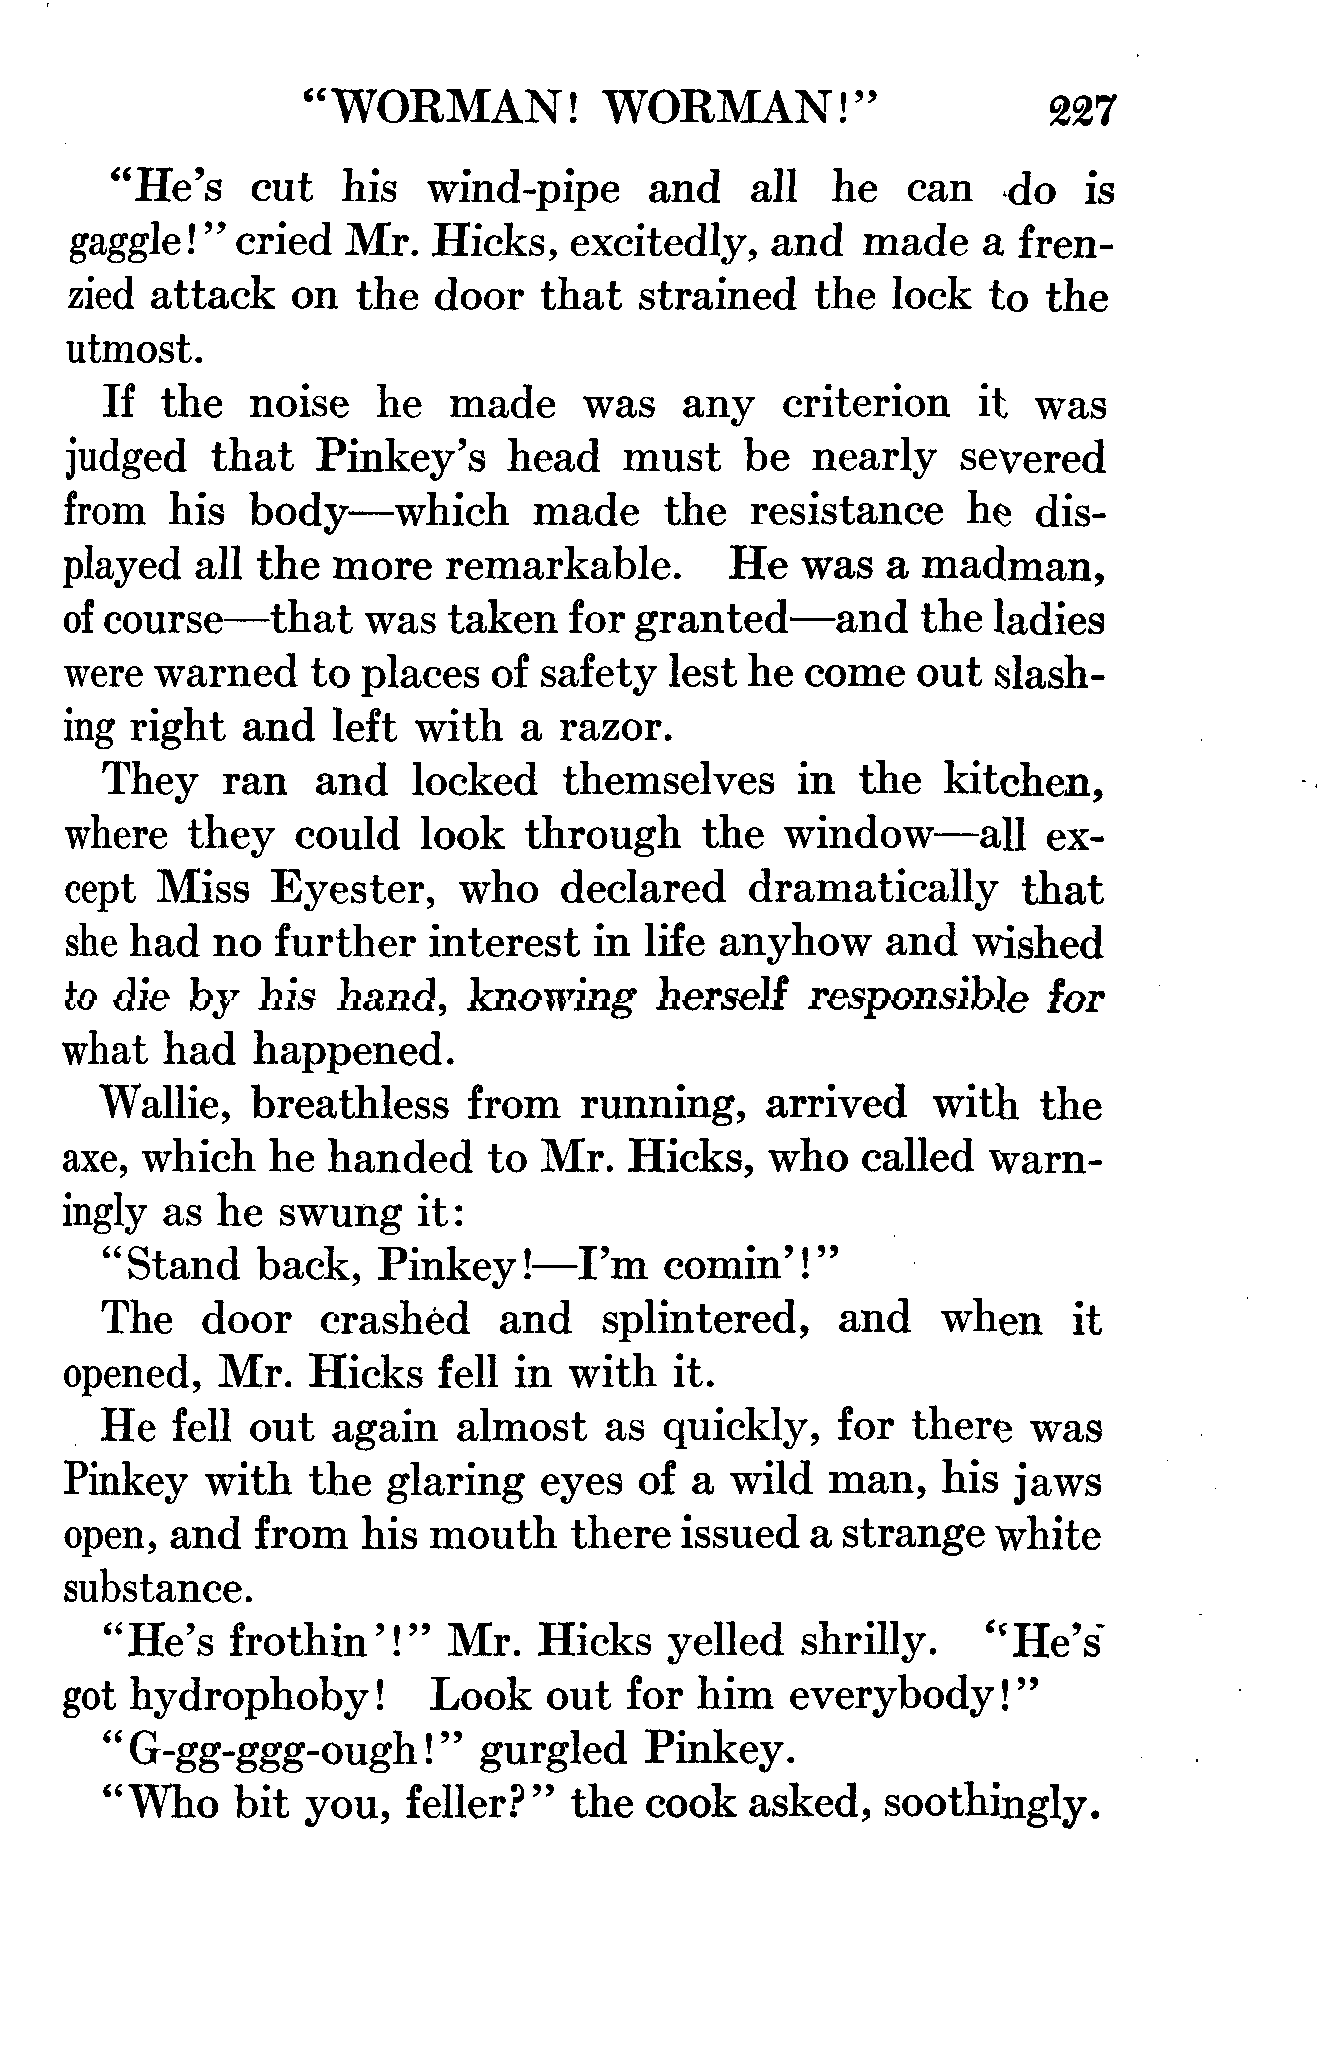 "WORMAN! WORMAN!" 227
"He's cut his wind-pipe and all he can do is
gaggle!" cried Mr. Hicks, excitedly, and made a fren-
zied attack on the door that strained the lock to the
utmost.
If the noise he made was any criterion it was
judged that Pinkey's head must be nearly severed
from his body—which made the resistance he dis-
played all the more remarkable. He was a madman,
of course—that was taken for granted—and the ladies
were warned to places of safety lest he come out slash-
ing right and left with a razor.
They ran and locked themselves in the kitchen,
where they could look through the window—all ex-
cept Miss Eyester, who declared dramatically that
she had no further interest in life anyhow and wished
to die by his hand, knowing herself responsible for
what had happened.
Wallie, breathless from running, arrived with the
axe, which he handed to Mr. Hicks, who called warn-
ingly as he swung it:
"Stand back, Pinkey!—I'm comin'!"
The door crashed and splintered, and when it
opened, Mr. Hicks fell in with it.
He fell out again almost as quickly, for there was
Pinkey with the glaring eyes of a wild man, his jaws
open, and from his mouth there issued a strange white
substance.
"He's frothin'!" Mr. Hicks yelled shrilly. "He's
got hydrophoby! Look out for him everybody!"
"G-gg-ggg-ough!" gurgled Pinkey.
"Who bit you, feller?" the cook asked, soothingly.